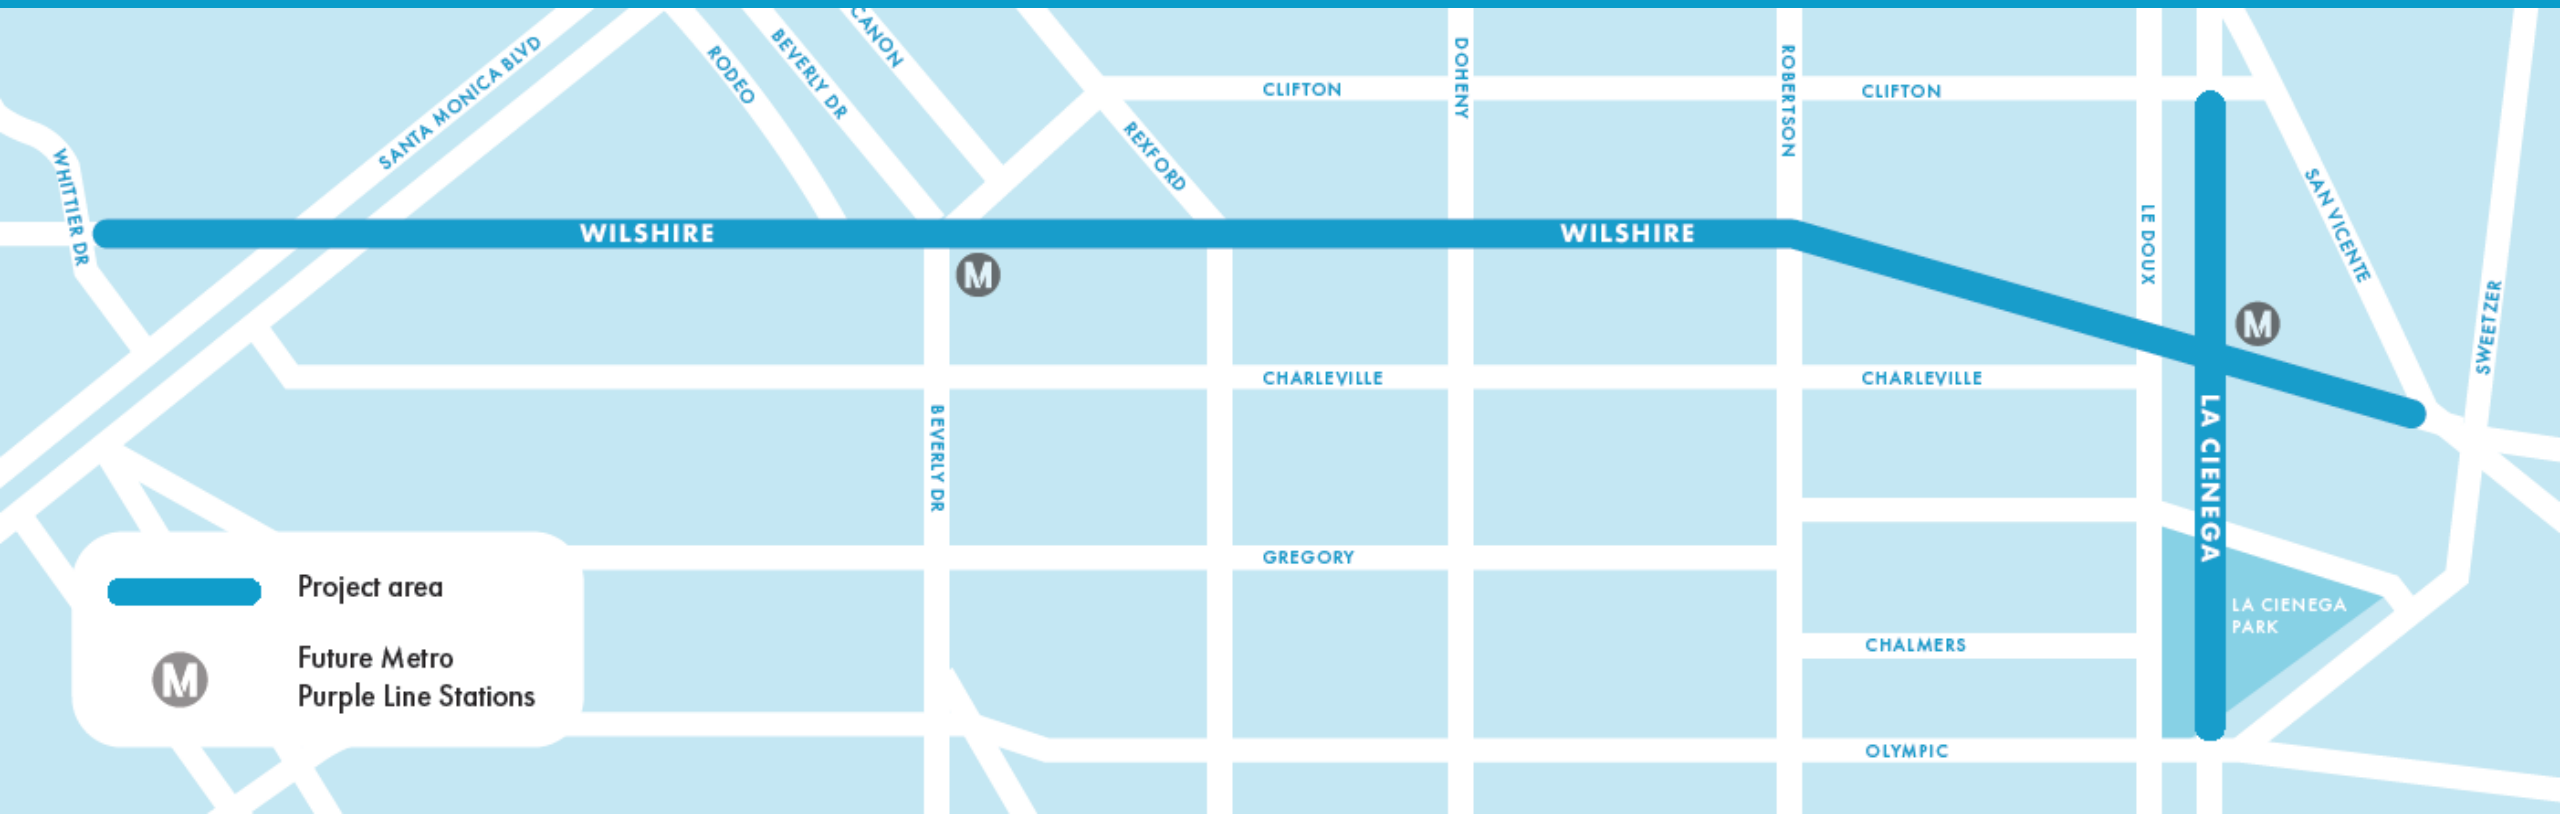 CANON
SANTA MONICA BLVD
RODEO
BEVERLY DR
DOHENY
ROBERTSON
CLIFTON
CLIFTON
REXFORD
WHITTIER DR
SAN VICENTE
LE DOUX
WILSHIRE
WILSHIRE
M
SWEETZER
M
CHARLEVILLE
CHARLEVILLE
BEVERLY DR
LA CIENEGA
GREGORY
LA CIENEGA
PARK
CHALMERS
OLYMPIC
Project area
M
Future Metro
Purple Line Stations